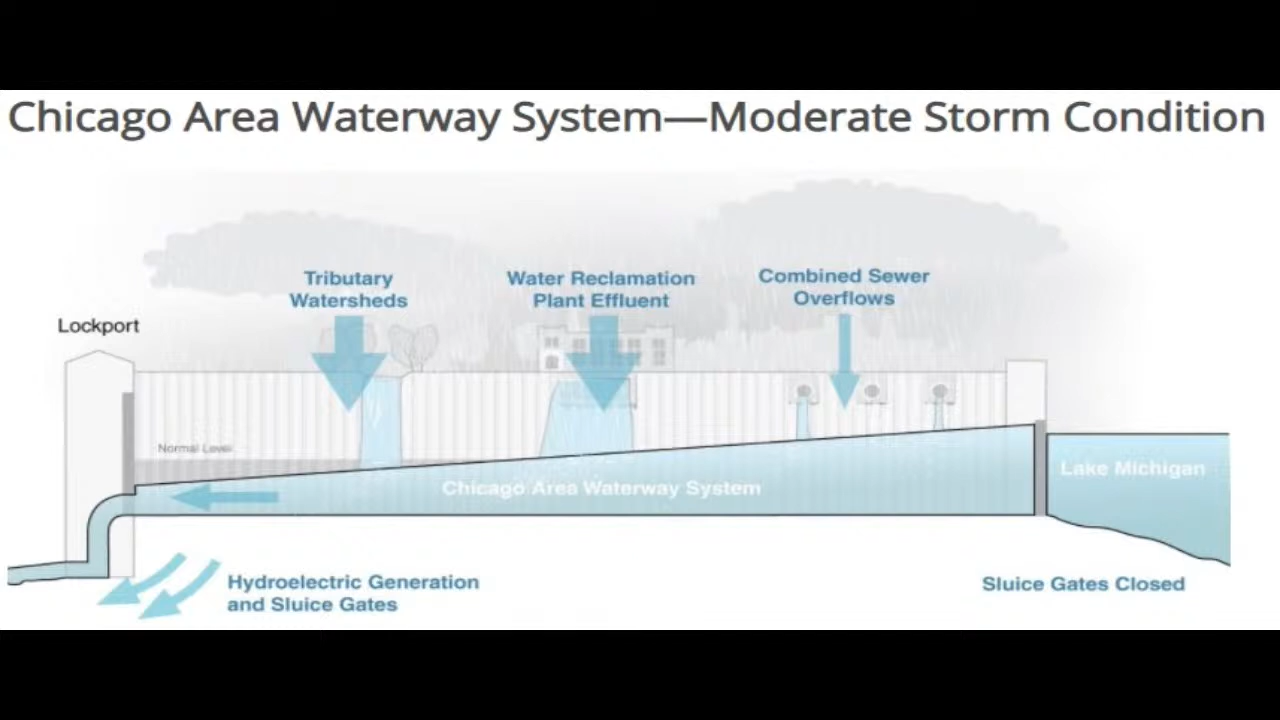 Chicago Area Waterway System—Moderate Storm Condition
Tributary
Watersheds
Water Reclamation
Plant Effluent
Combined Sewer
Overflows
Lockport
Normal Level
Chicago Area Waterway System
Lake Michigan
Hydroelectric Generation
and Sluice Gates
Sluice Gates Closed